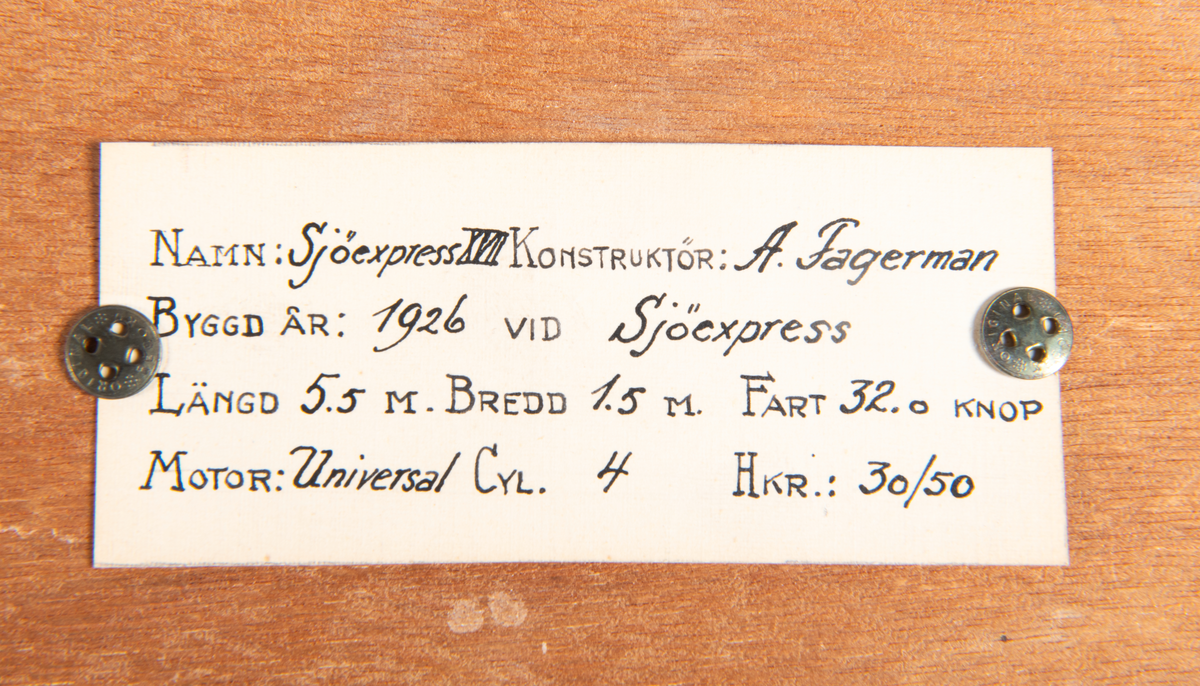 Namn: Sjöexpress XVII Konstruktör: A. Fagerman
Byggd år: 1926 vid Sjöexpress
Längd 5.5 m. Bredd 1.5 m. Fart 32.0 knop
Motor: Universal Cyl. 4 Hkr.: 30/50